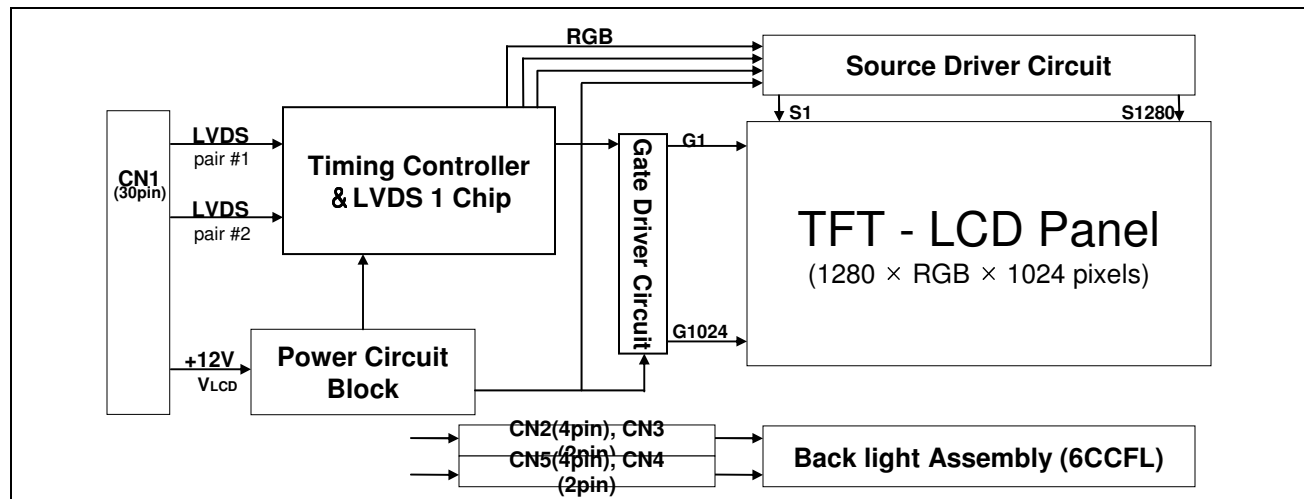 RGB
Source Driver Circuit
S1
S1280
CN1
(30pin)
LVDS
pair #1
LVDS
pair #2
Timing Controller
& LVDS 1 Chip
Gate Driver Circuit
G1
G1024
TFT - LCD Panel
(1280 × RGB × 1024 pixels)
+12V
VLCD
Power Circuit
Block
CN2(4pin), CN3
(2pin)
CN5(4pin), CN4
(2pin)
Back light Assembly (6CCFL)